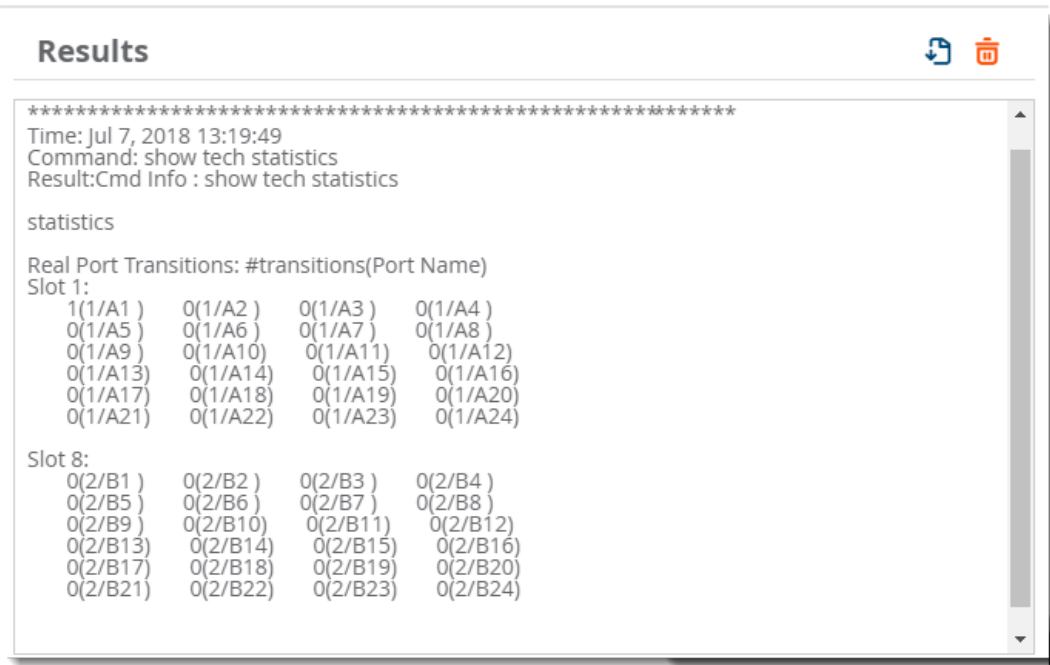 Results
***********************************************************
Time: Jul 7, 2018 13:19:49
Command: show tech statistics
Result:Cmd Info : show tech statistics
statistics
Real Port Transitions: #transitions(Port Name)
Slot 1:
1(1/A1 ) 0(1/A2 ) 0(1/A3 ) 0(1/A4 )
0(1/A5 ) 0(1/A6 ) 0(1/A7 ) 0(1/A8 )
0(1/A9 ) 0(1/A10) 0(1/A11) 0(1/A12)
0(1/A13) 0(1/A14) 0(1/A15) 0(1/A16)
0(1/A17) 0(1/A18) 0(1/A19) 0(1/A20)
0(1/A21) 0(1/A22) 0(1/A23) 0(1/A24)
Slot 8:
0(2/B1 ) 0(2/B2 ) 0(2/B3 ) 0(2/B4 )
0(2/B5 ) 0(2/B6 ) 0(2/B7 ) 0(2/B8 )
0(2/B9 ) 0(2/B10) 0(2/B11) 0(2/B12)
0(2/B13) 0(2/B14) 0(2/B15) 0(2/B16)
0(2/B17) 0(2/B18) 0(2/B19) 0(2/B20)
0(2/B21) 0(2/B22) 0(2/B23) 0(2/B24)